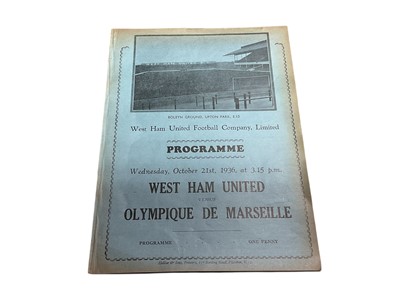 BOLEYN GROUND, UPTON PARK, E.13
West Ham United Football Company, Limited
PROGRAMME
Wednesday, October 21st, 1936, at 3.15 p.m.
WEST HAM UNITED
VERSUS
OLYMPIQUE DE MARSEILLE
PROGRAMME ONE PENNY